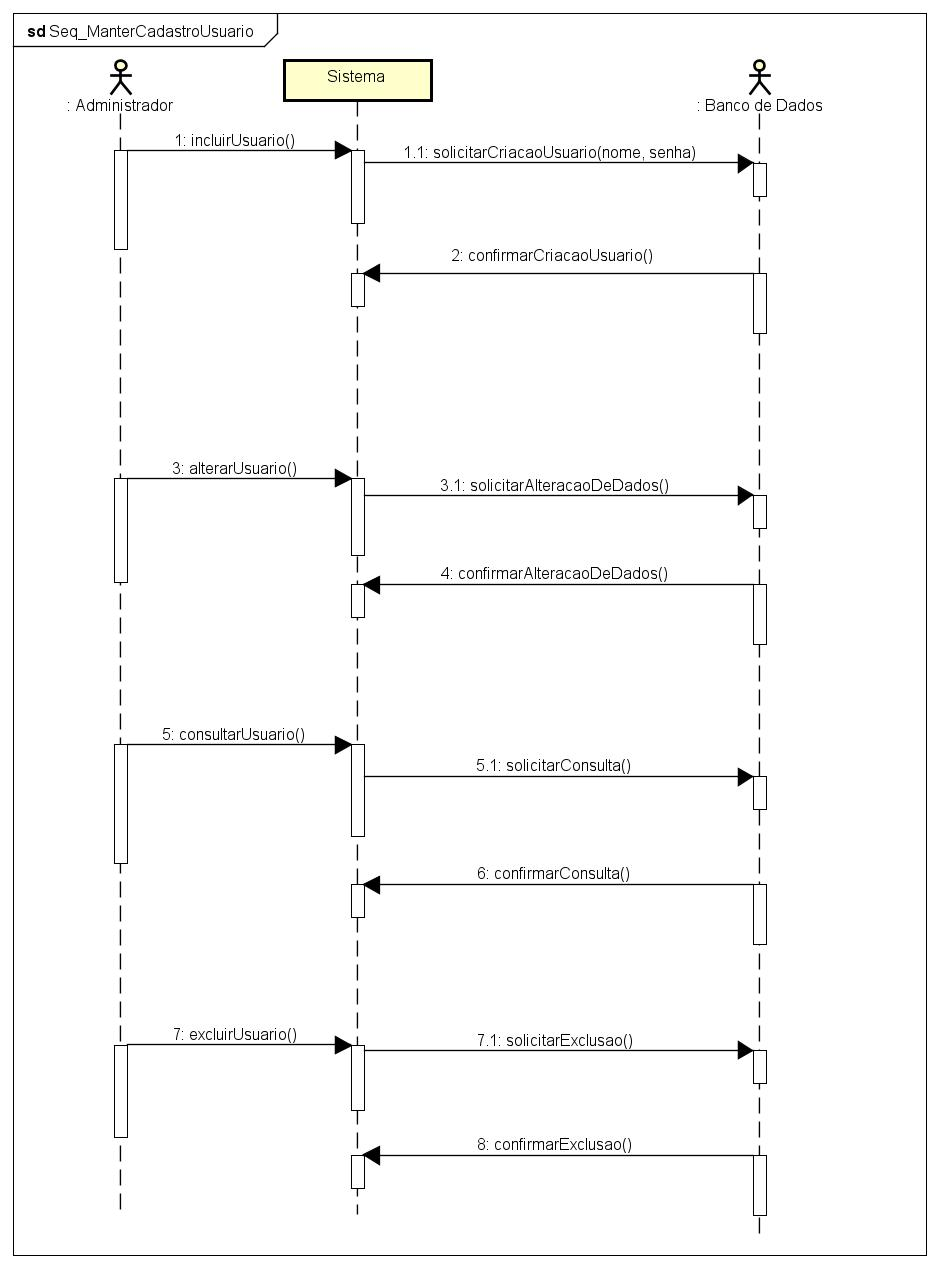 sd Seq_ManterCadastroUsuario
Sistema
: Administrador
: Banco de Dados
1: incluirUsuario()
1.1: solicitarCriacaoUsuario(nome, senha)
2: confirmarCriacaoUsuario()
3: alterarUsuario()
3.1: solicitarAlteracaoDeDados()
4: confirmarAlteracaoDeDados()
5: consultarUsuario()
5.1: solicitarConsulta()
6: confirmarConsulta()
7: excluirUsuario()
7.1: solicitarExclusao()
8: confirmarExclusao()